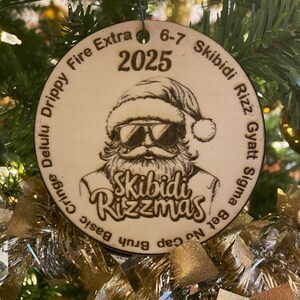 6-7 Skibidi Rizz Gyatt Sigma Bet No Cap Bruh Basic Cringe Delulu Drippy Fire Extra
2025
Skibidi
Rizzmas